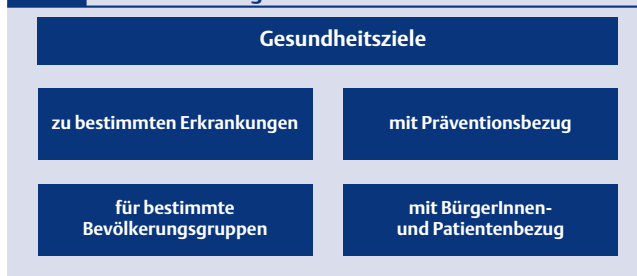 Gesundheitsziele
zu bestimmten Erkrankungen
mit Präventionsbezug
für bestimmte
Bevölkerungsgruppen
mit BürgerInnen-
und Patientenbezug